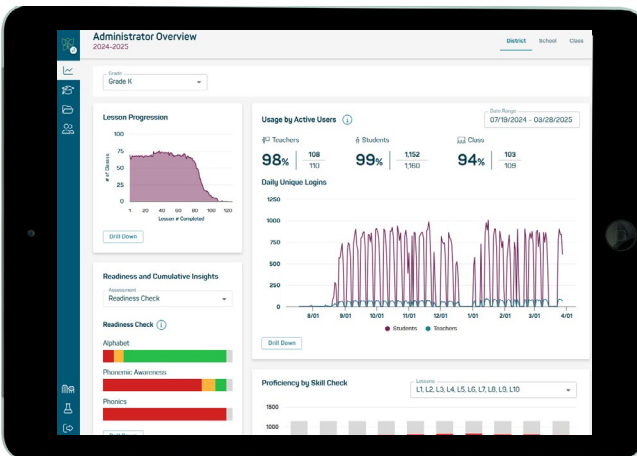 Administrator Overview
2024-2025
District School Class
Grade
Grade K
Lesson Progression
100
75
50
25
0
# of Classes
1 20 40 60 80 100 120
Lesson # Completed
Drill Down
Usage by Active Users
Date Range
07/19/2024 - 03/28/2025
Teachers
98% 108
110
Students
99% 1,152
1,160
Class
94% 103
109
Daily Unique Logins
1250
1000
750
500
250
0
8/01 9/01 10/01 11/01 12/01 1/01 2/01 3/01 4/01
Students Teachers
Drill Down
Readiness and Cumulative Insights
Assessment
Readiness Check
Readiness Check
Alphabet
Phonemic Awareness
Phonics
Proficiency by Skill Check
Lessons
L1, L2, L3, L4, L5, L6, L7, L8, L9, L10
1500
1000